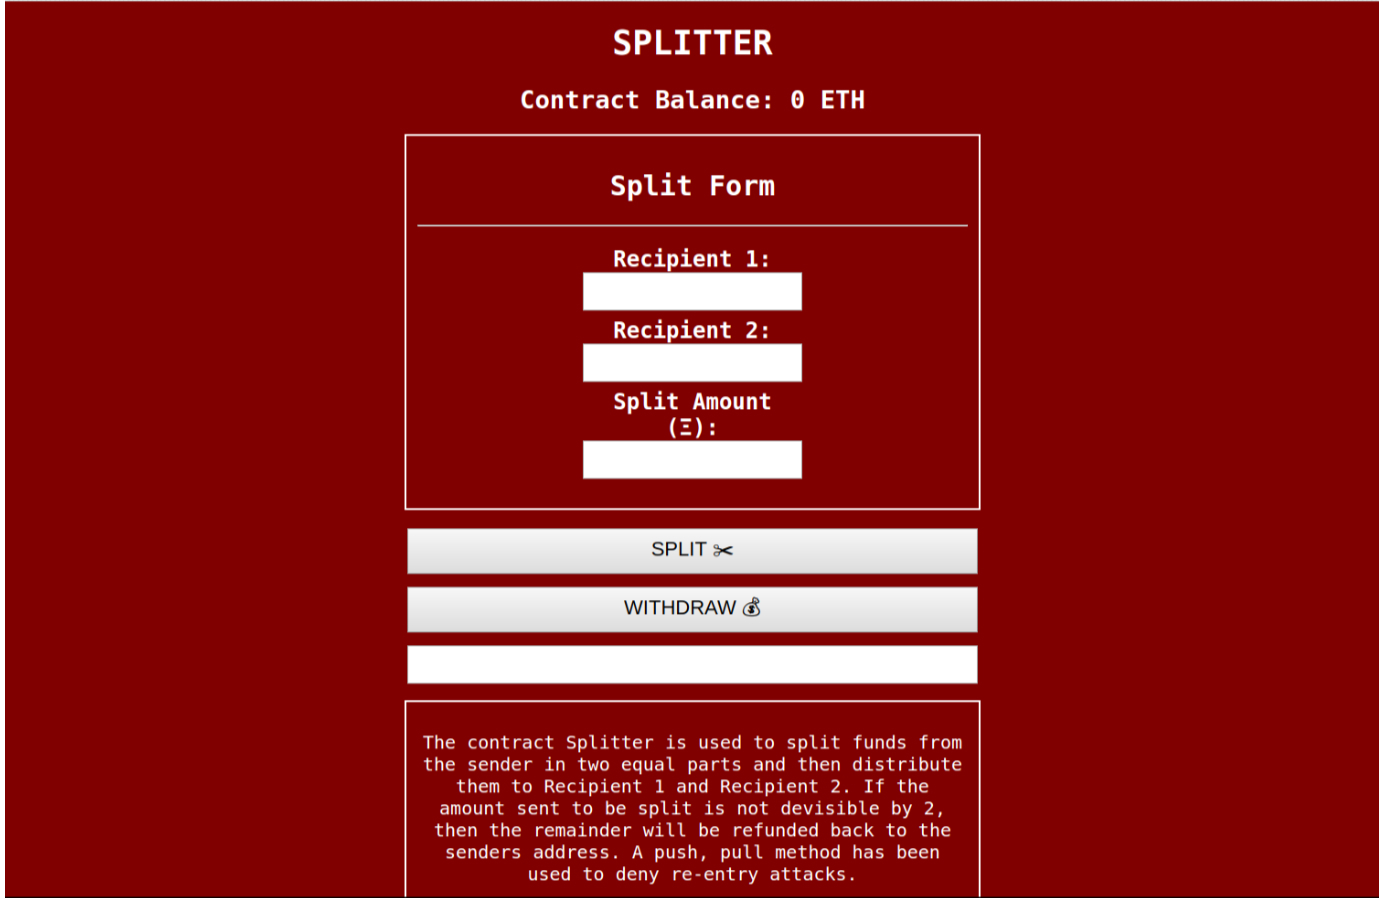 SPLITTER
Contract Balance: 0 ETH
Split Form
Recipient 1:
Recipient 2:
Split Amount
(Ξ):
SPLIT ✂
WITHDRAW 💰
The contract Splitter is used to split funds from
the sender in two equal parts and then distribute
them to Recipient 1 and Recipient 2. If the
amount sent to be split is not devisible by 2,
then the remainder will be refunded back to the
senders address. A push, pull method has been
used to deny re-entry attacks.